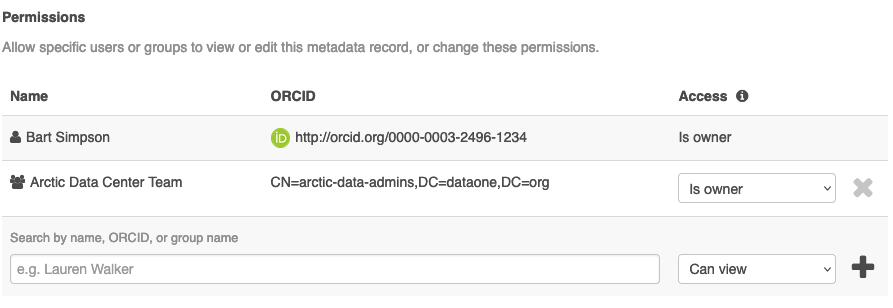 Permissions
Allow specific users or groups to view or edit this metadata record, or change these permissions.
Name ORCID Access
Bart Simpson iD http://orcid.org/0000-0003-2496-1234 Is owner
Arctic Data Center Team CN=arctic-data-admins,DC=dataone,DC=org Is owner
Search by name, ORCID, or group name
e.g. Lauren Walker Can view